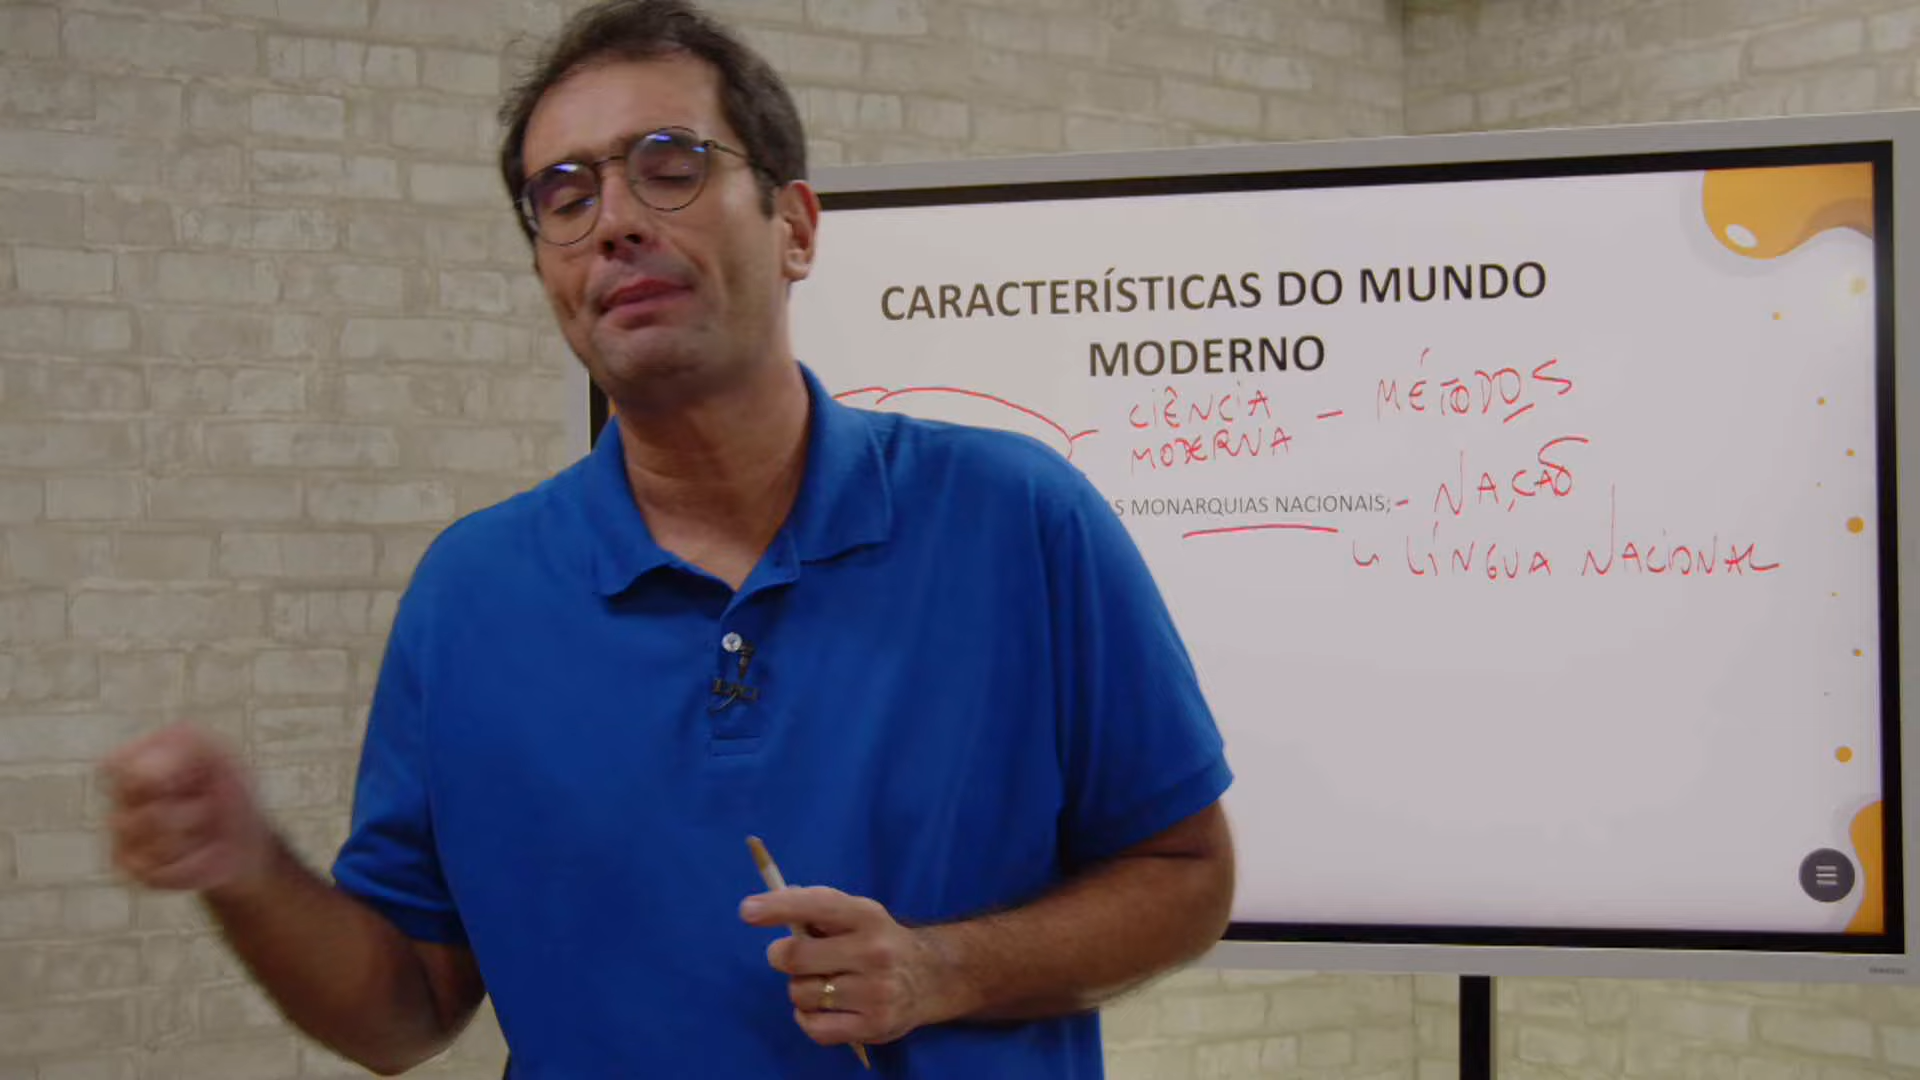 CARACTERÍSTICAS DO MUNDO
MODERNO
CIÊNCIA
MODERNA - MÉTODOS
S MONARQUIAS NACIONAIS; - NAÇÃO
↳ LÍNGUA NACIONAL